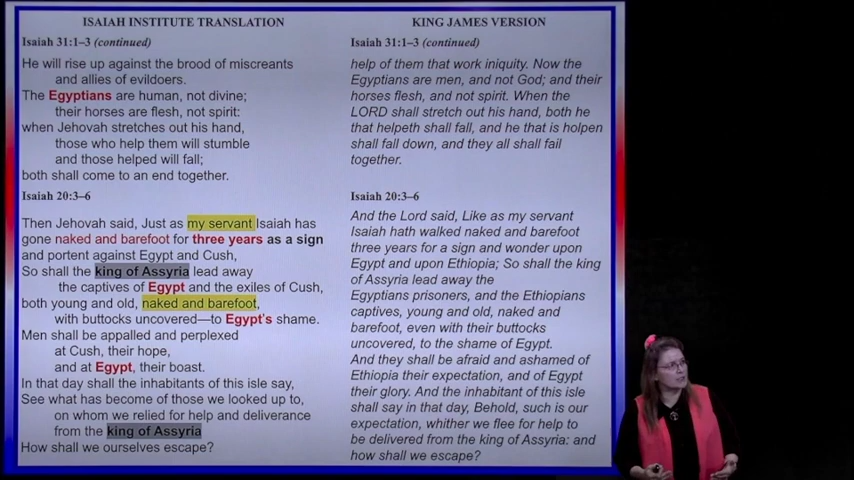 ISAIAH INSTITUTE TRANSLATION
Isaiah 31:1–3 (continued)
He will rise up against the brood of miscreants
and allies of evildoers.
The Egyptians are human, not divine;
their horses are flesh, not spirit:
when Jehovah stretches out his hand,
those who help them will stumble
and those helped will fall;
both shall come to an end together.
Isaiah 20:3–6
Then Jehovah said, Just as my servant Isaiah has
gone naked and barefoot for three years as a sign
and portent against Egypt and Cush,
So shall the king of Assyria lead away
the captives of Egypt and the exiles of Cush,
both young and old, naked and barefoot,
with buttocks uncovered—to Egypt's shame.
Men shall be appalled and perplexed
at Cush, their hope,
and at Egypt, their boast.
In that day shall the inhabitants of this isle say,
See what has become of those we looked up to,
on whom we relied for help and deliverance
from the king of Assyria
How shall we ourselves escape?
KING JAMES VERSION
Isaiah 31:1–3 (continued)
help of them that work iniquity. Now the
Egyptians are men, and not God; and their
horses flesh, and not spirit. When the
LORD shall stretch out his hand, both he
that helpeth shall fall, and he that is holpen
shall fall down, and they all shall fail
together.
Isaiah 20:3–6
And the Lord said, Like as my servant
Isaiah hath walked naked and barefoot
three years for a sign and wonder upon
Egypt and upon Ethiopia; So shall the king
of Assyria lead away the
Egyptians prisoners, and the Ethiopians
captives, young and old, naked and
barefoot, even with their buttocks
uncovered, to the shame of Egypt.
And they shall be afraid and ashamed of
Ethiopia their expectation, and of Egypt
their glory. And the inhabitant of this isle
shall say in that day, Behold, such is our
expectation, whither we flee for help to
be delivered from the king of Assyria: and
how shall we escape?